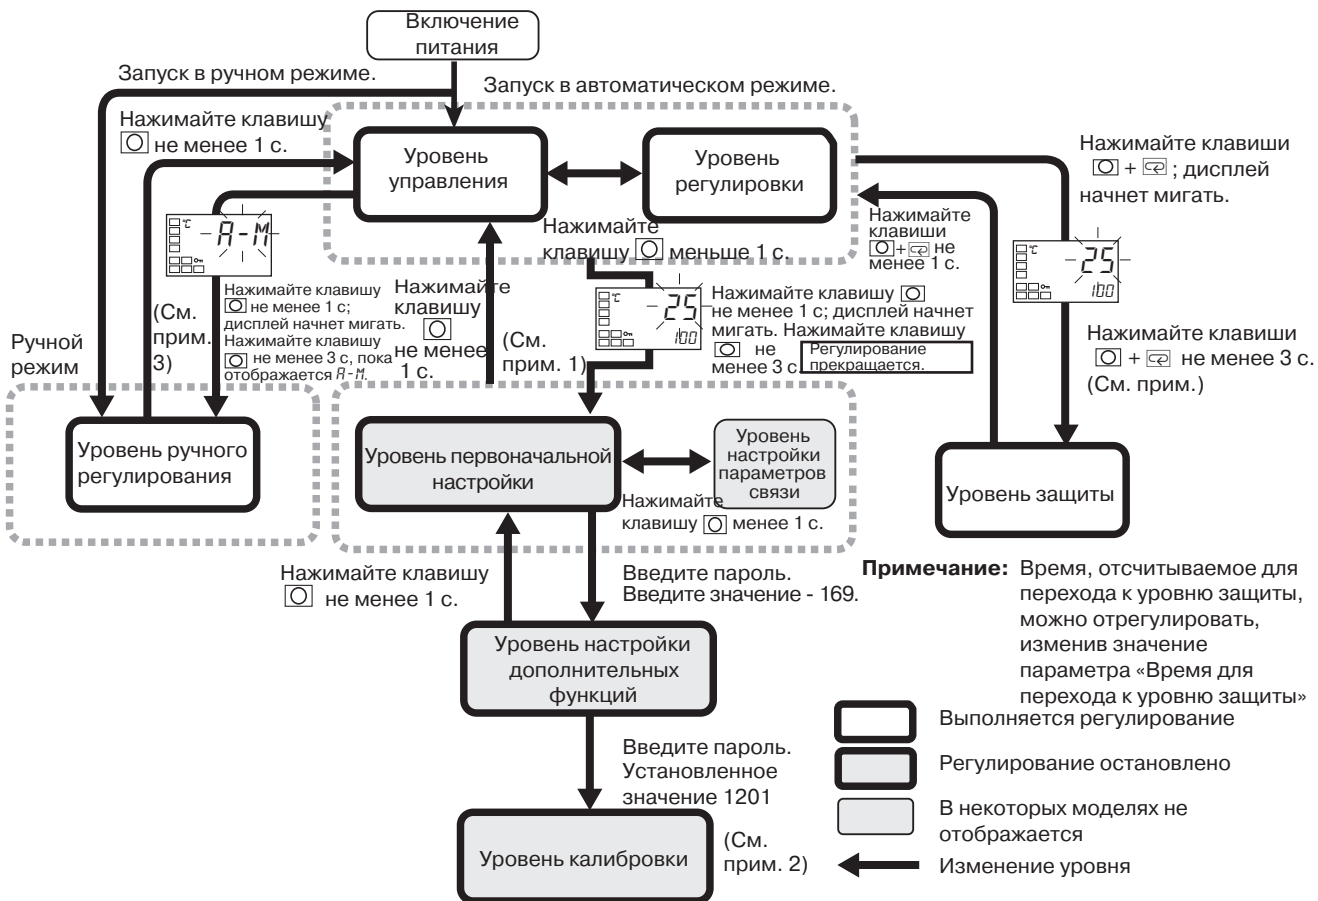 Включение
питания
Запуск в ручном режиме.
Запуск в автоматическом режиме.
Нажимайте клавишу
не менее 1 с.
Уровень
управления
Уровень
регулировки
Нажимайте клавиши
+ ; дисплей
начнет мигать.
°C
A-M
Нажимайте
клавишу меньше 1 с.
Нажимайте
клавиши
+ не
менее 1 с.
°C
25
100
Нажимайте клавишу
не менее 1 с;
дисплей начнет мигать.
Нажимайте клавишу
не менее 3 с, пока
отображается A-M.
(См.
прим.
3)
Нажимайте
клавишу
не менее
1 с.
(См.
прим. 1)
°C
25
100
Нажимайте клавишу
не менее 1 с; дисплей начнет
мигать. Нажимайте клавишу
не
менее 3 с.
Регулирование
прекращается.
Нажимайте клавиши
+ не менее 3 с.
(См. прим.)
Ручной
режим
Уровень ручного
регулирования
Уровень первоначальной
настройки
Уровень
настройки
параметров
связи
Нажимайте
клавишу менее 1 с.
Уровень защиты
Нажимайте клавишу
не менее 1 с.
Введите пароль.
Введите значение - 169.
Примечание: Время, отсчитываемое для
перехода к уровню защиты,
можно отрегулировать,
изменив значение
параметра «Время для
перехода к уровню защиты»
Уровень настройки
дополнительных
функций
Выполняется регулирование
Введите пароль.
Установленное
значение 1201
Регулирование остановлено
В некоторых моделях не
отображается
Уровень калибровки
(См.
прим. 2)
Изменение уровня